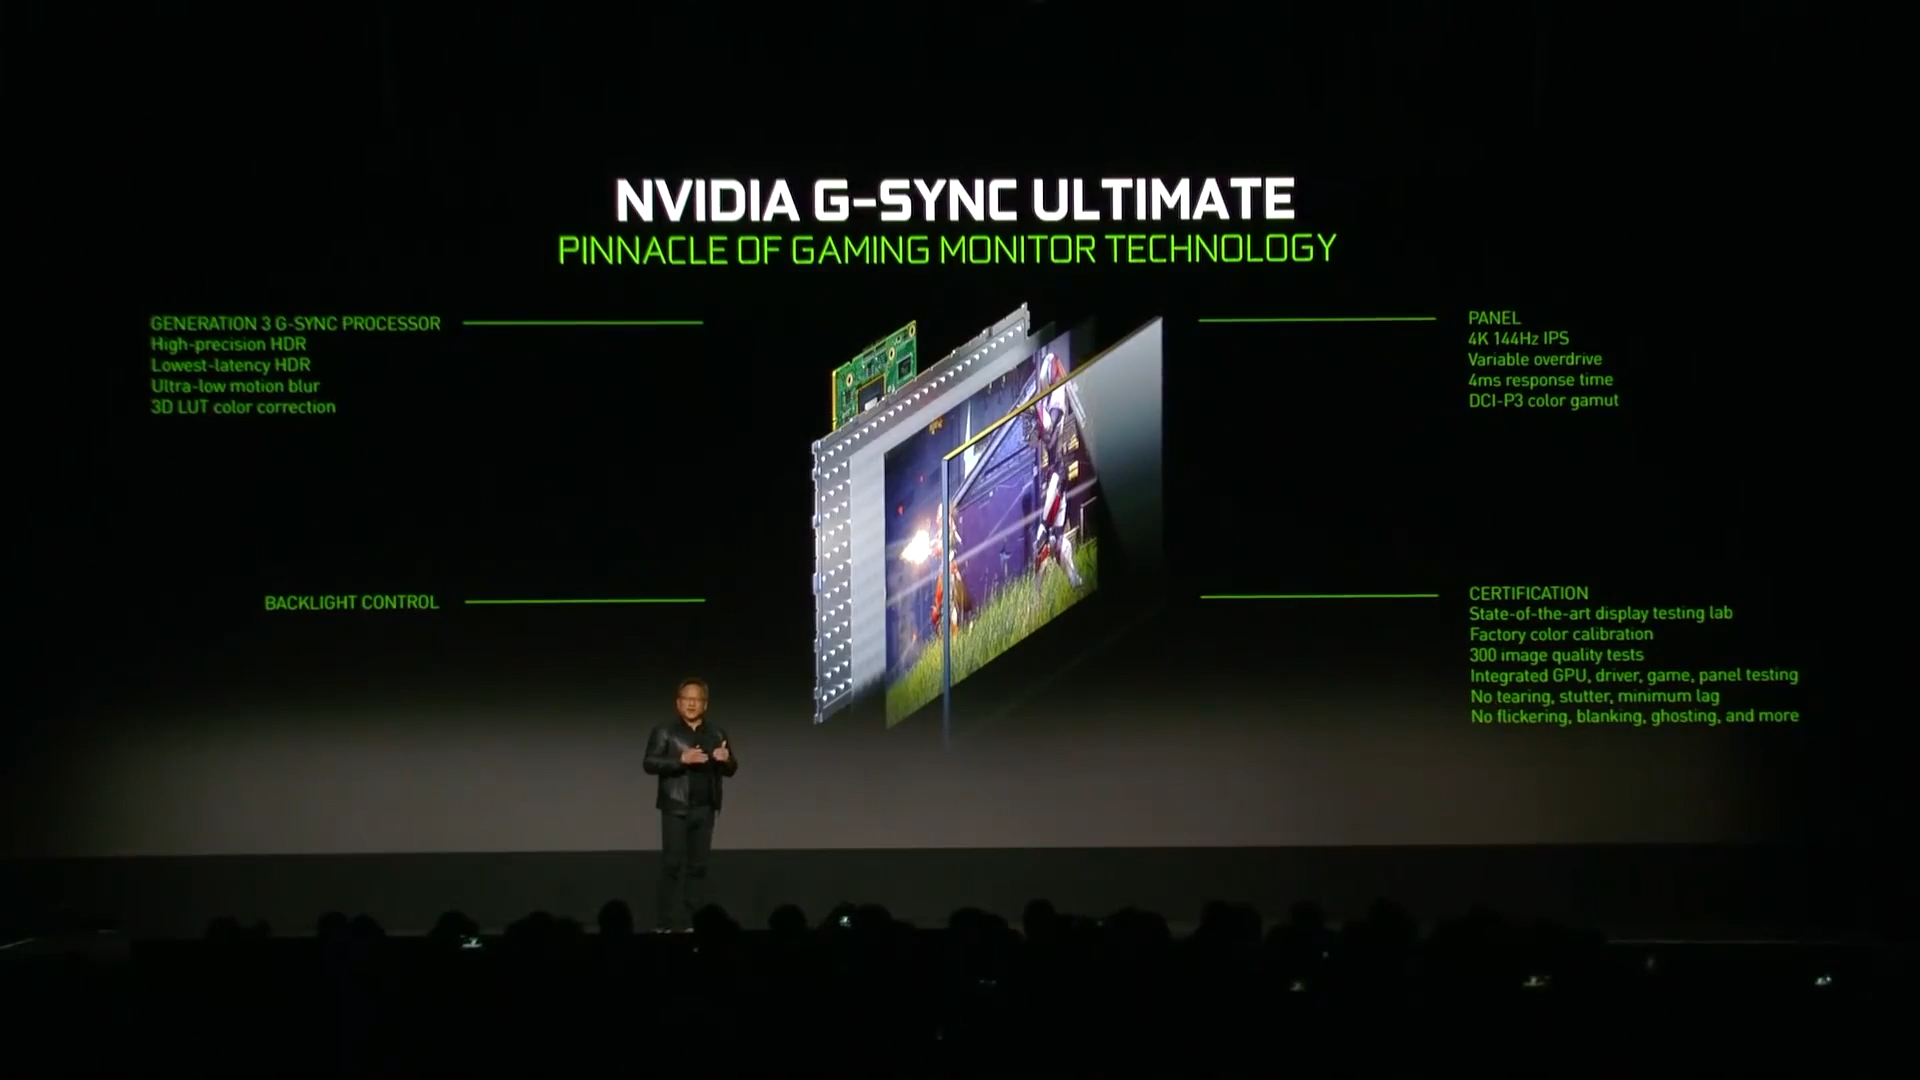 NVIDIA G-SYNC ULTIMATE
PINNACLE OF GAMING MONITOR TECHNOLOGY
GENERATION 3 G-SYNC PROCESSOR
High-precision HDR
Lowest-latency HDR
Ultra-low motion blur
3D LUT color correction
PANEL
4K 144Hz IPS
Variable overdrive
4ms response time
DCI-P3 color gamut
BACKLIGHT CONTROL
CERTIFICATION
State-of-the-art display testing lab
Factory color calibration
300 image quality tests
Integrated GPU, driver, game, panel testing
No tearing, stutter, minimum lag
No flickering, blanking, ghosting, and more